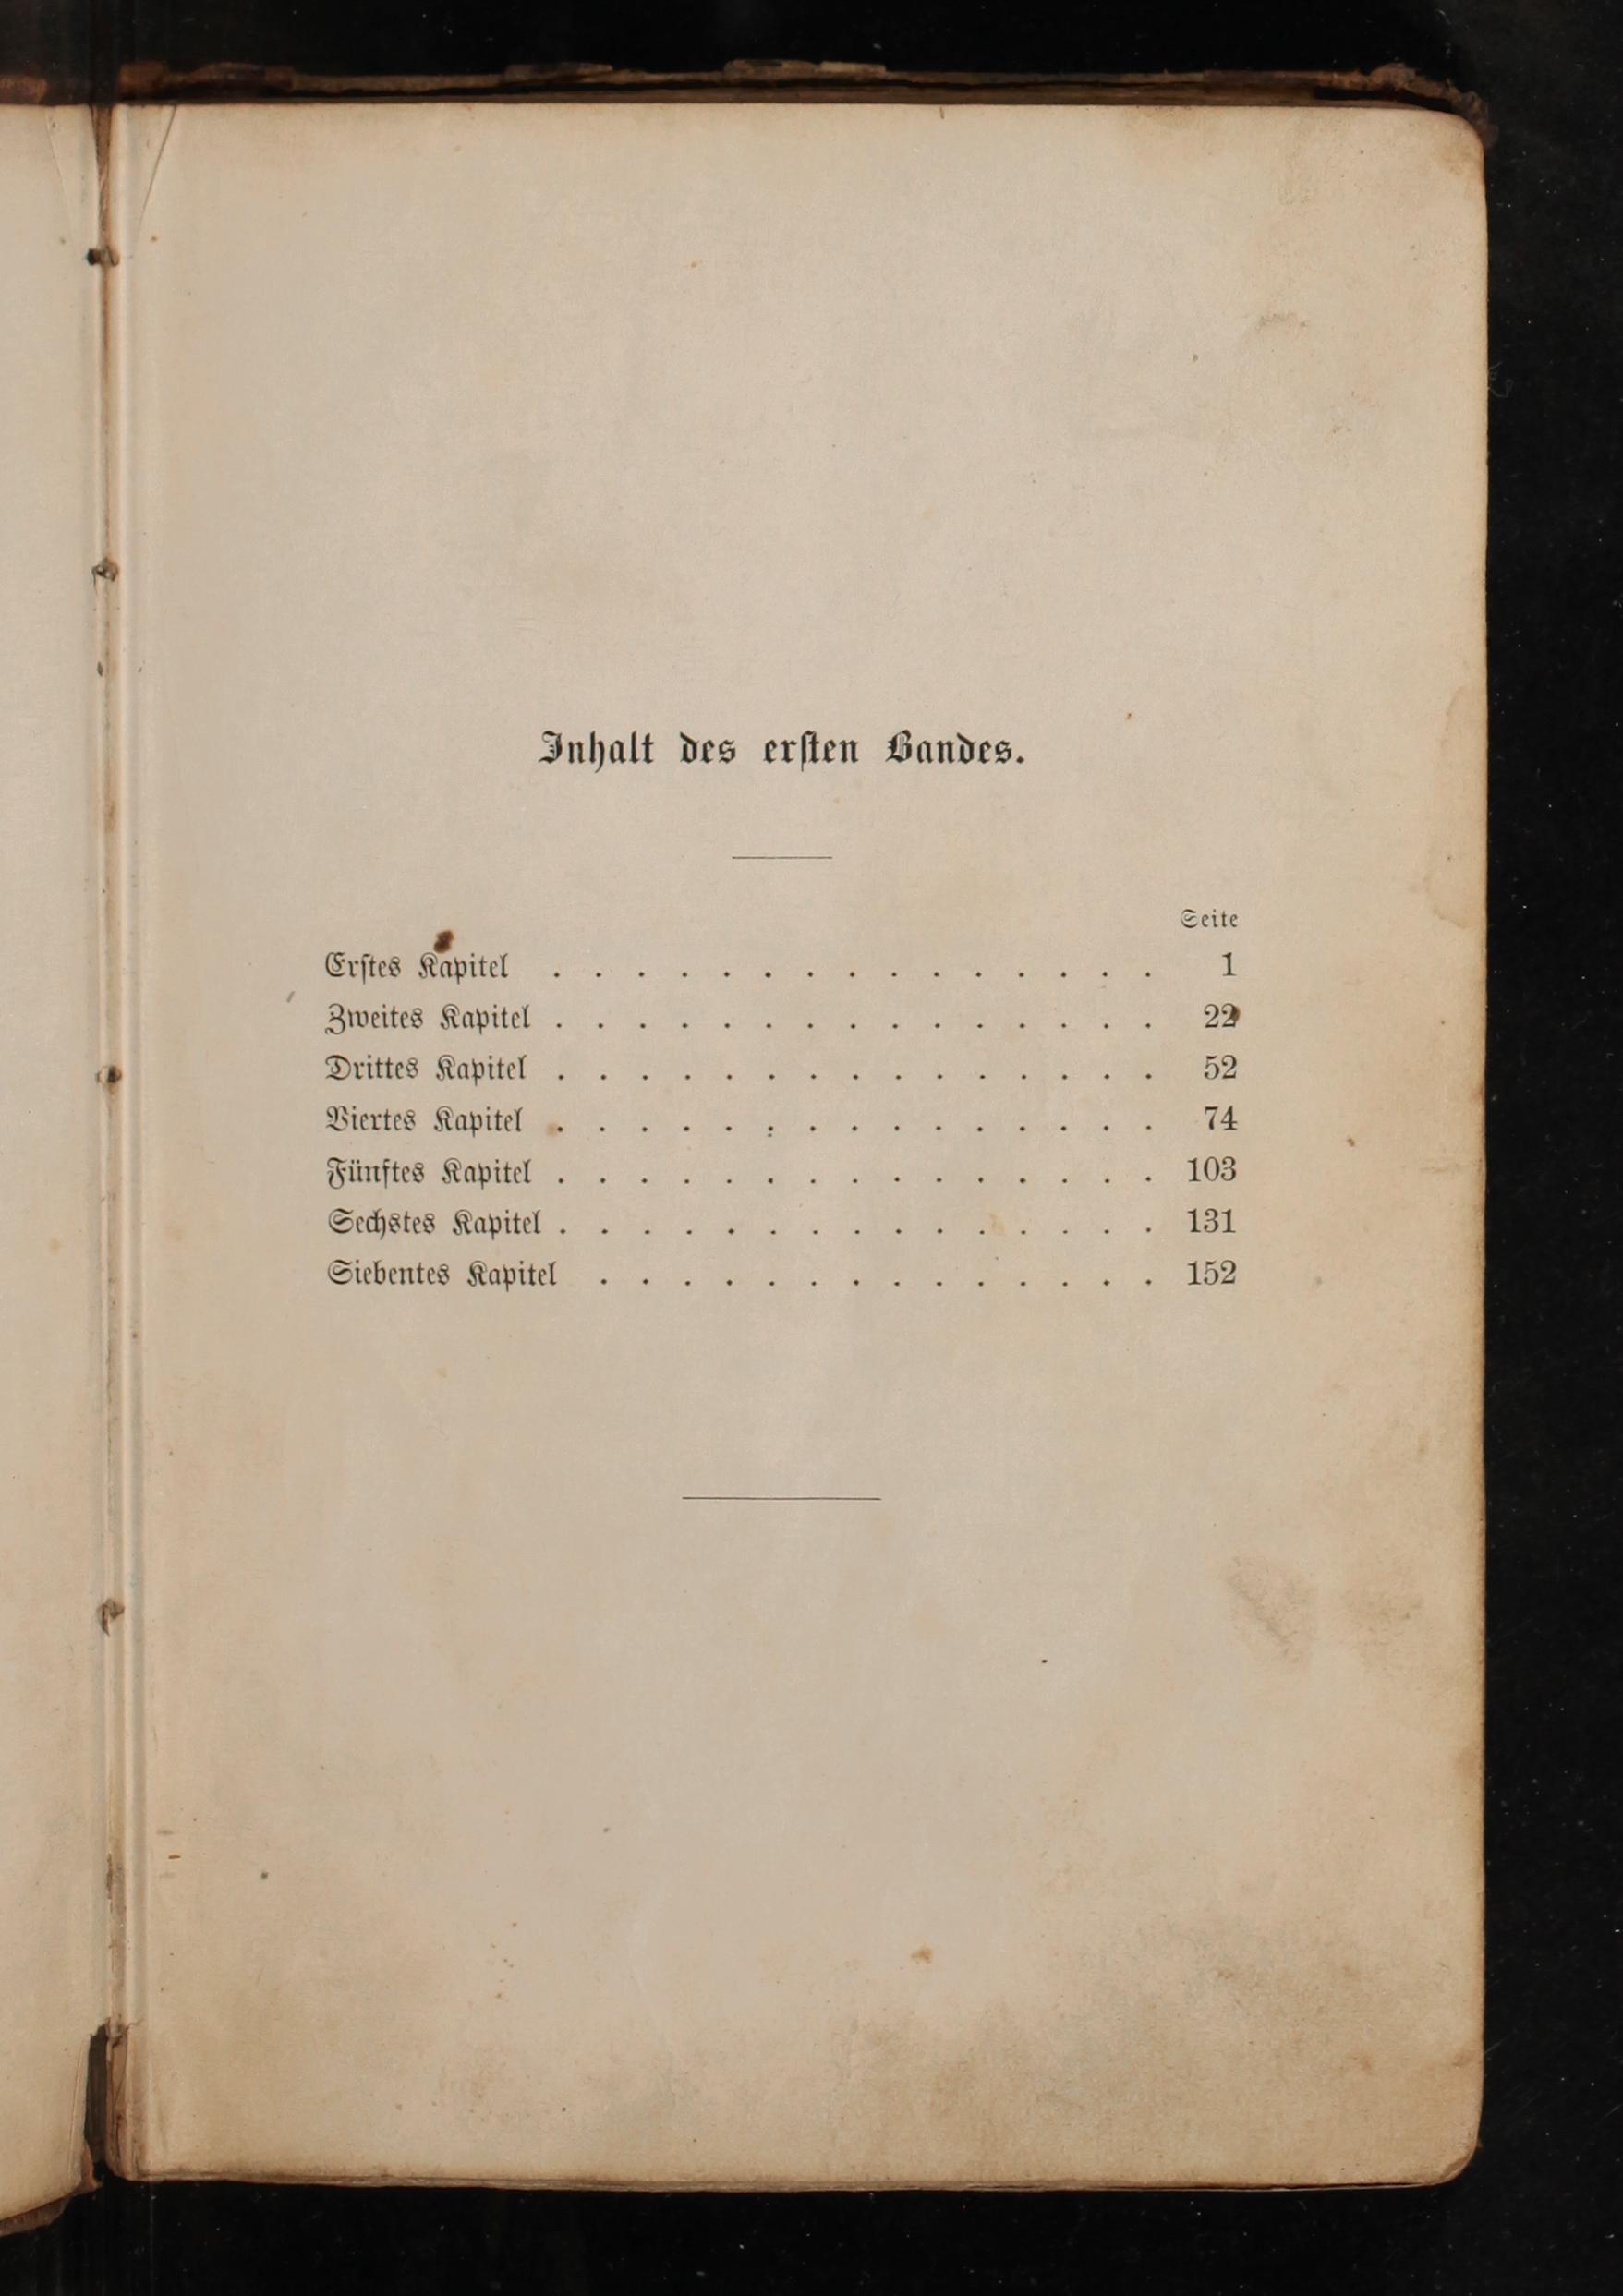 Inhalt des erſten Bandes.
Seite
Erſtes Kapitel . . . . . . . . . . . . . . . 1
Zweites Kapitel . . . . . . . . . . . . . . . 22
Drittes Kapitel . . . . . . . . . . . . . . . 52
Viertes Kapitel . . . . . . . . . . . . . . . 74
Fünftes Kapitel . . . . . . . . . . . . . . . 103
Sechstes Kapitel . . . . . . . . . . . . . . . 131
Siebentes Kapitel . . . . . . . . . . . . . . 152